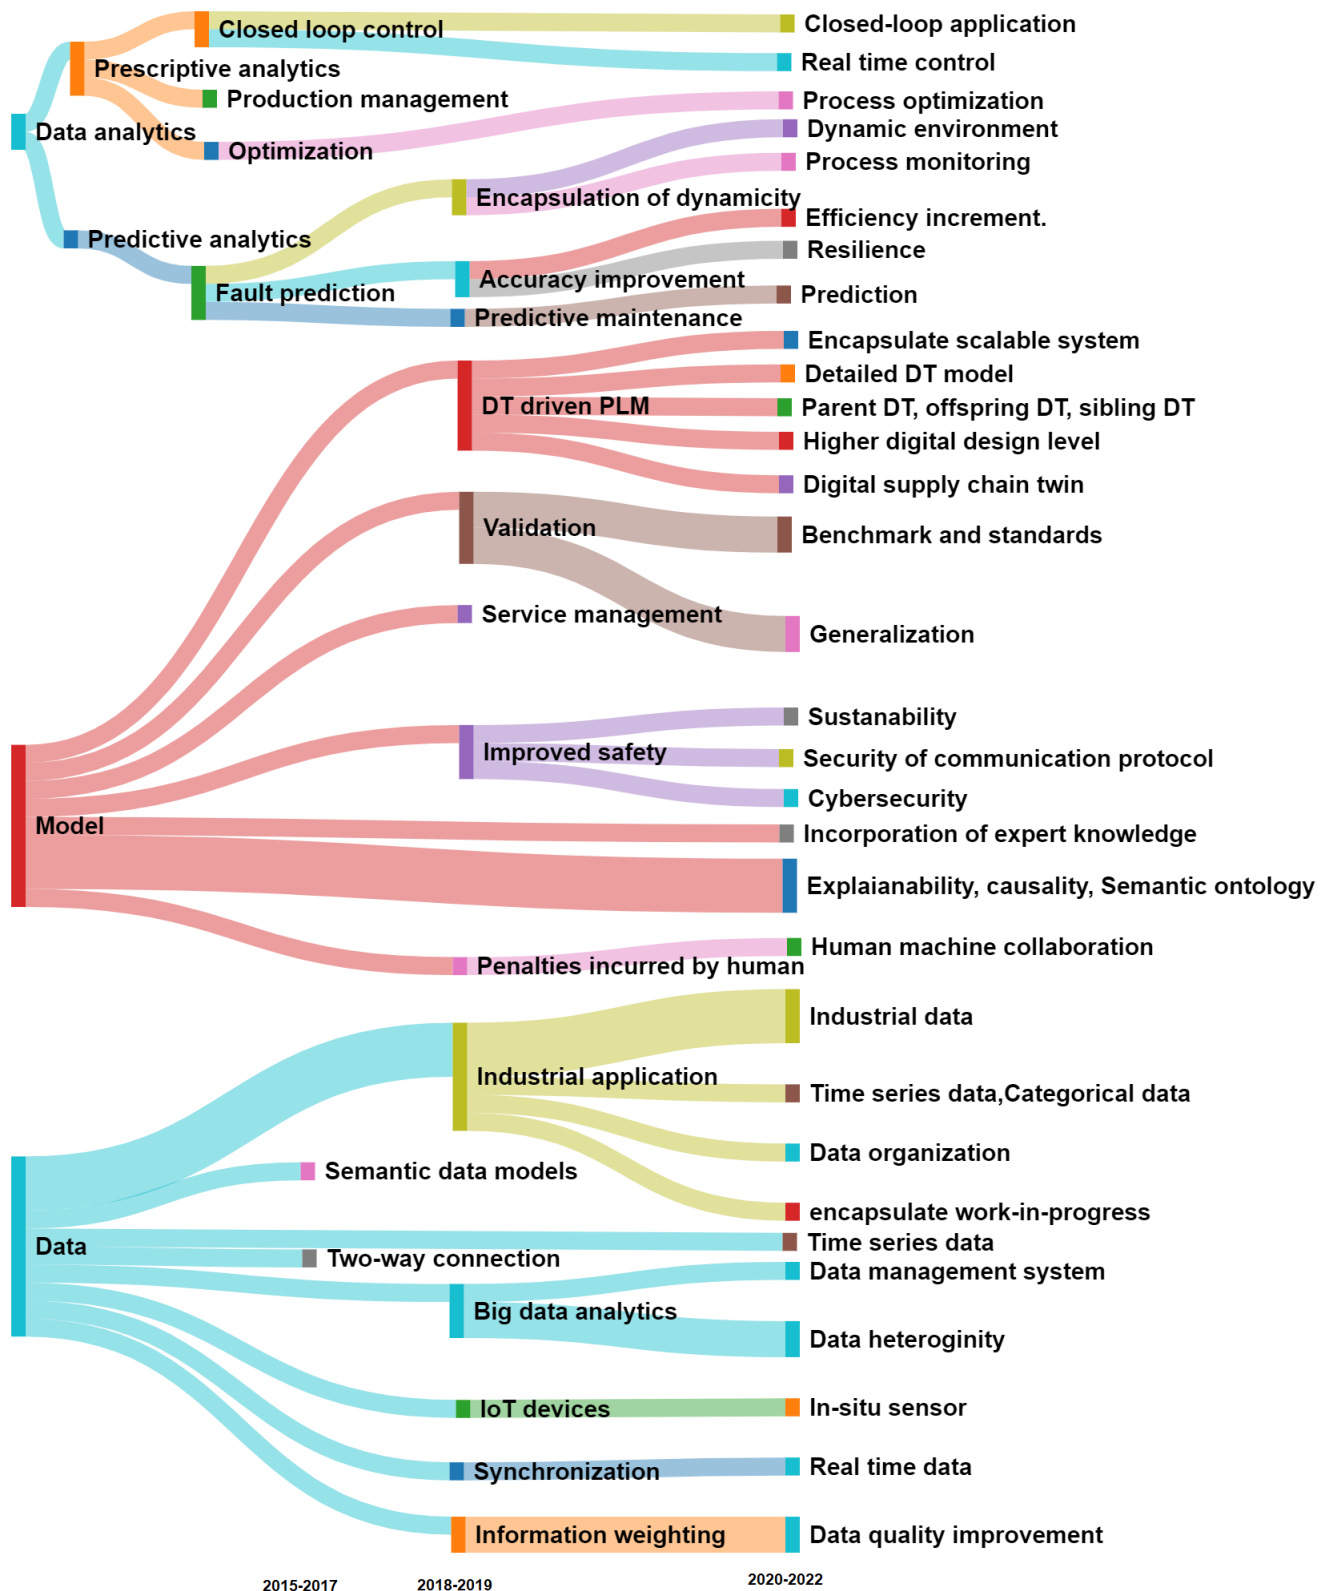 Closed loop control
Closed-loop application
Real time control
Prescriptive analytics
Production management
Process optimization
Data analytics
Dynamic environment
Optimization
Process monitoring
Encapsulation of dynamicity
Efficiency increment.
Predictive analytics
Resilience
Accuracy improvement
Fault prediction
Prediction
Predictive maintenance
Encapsulate scalable system
Detailed DT model
DT driven PLM
Parent DT, offspring DT, sibling DT
Higher digital design level
Digital supply chain twin
Validation
Benchmark and standards
Service management
Generalization
Sustanability
Improved safety
Security of communication protocol
Cybersecurity
Model
Incorporation of expert knowledge
Explaianability, causality, Semantic ontology
Human machine collaboration
Penalties incurred by human
Industrial data
Industrial application
Time series data,Categorical data
Data organization
Semantic data models
encapsulate work-in-progress
Data
Time series data
Two-way connection
Data management system
Big data analytics
Data heteroginity
IoT devices
In-situ sensor
Synchronization
Real time data
Information weighting
Data quality improvement
2015-2017
2018-2019
2020-2022